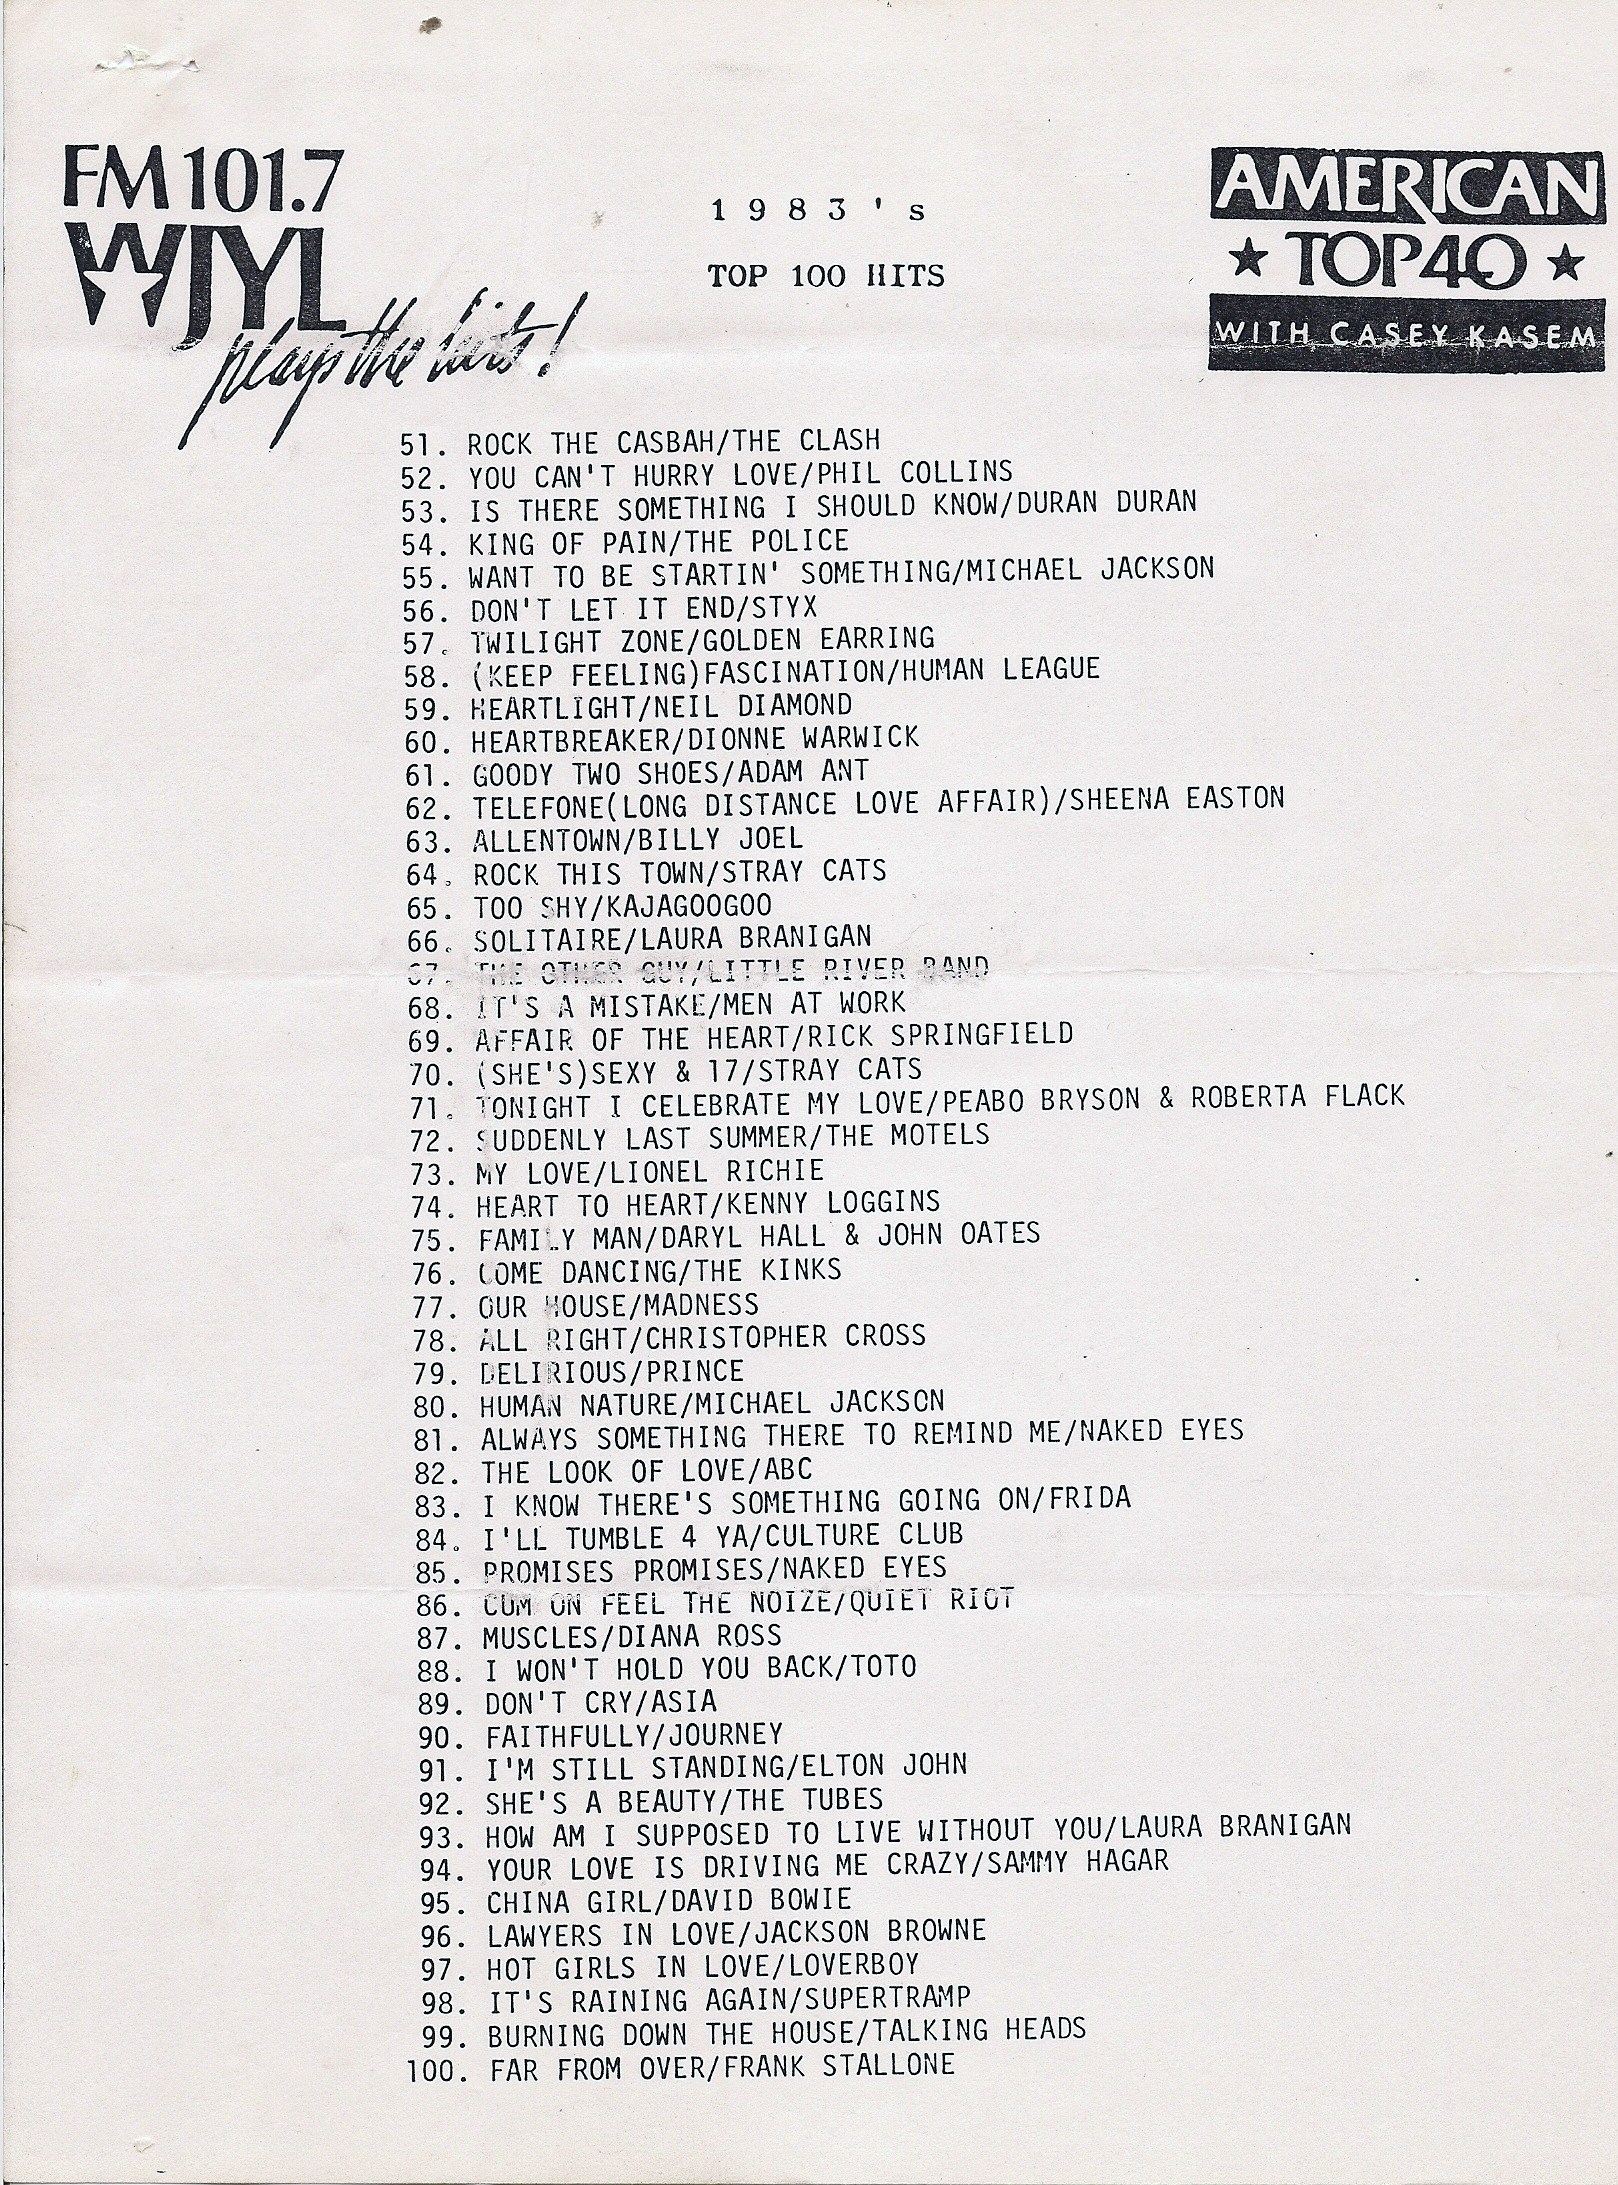 FM 101.7
WJYL
plays the hits!
1983's
TOP 100 HITS
AMERICAN
TOP 40
WITH CASEY KASEM
51. ROCK THE CASBAH/THE CLASH
52. YOU CAN'T HURRY LOVE/PHIL COLLINS
53. IS THERE SOMETHING I SHOULD KNOW/DURAN DURAN
54. KING OF PAIN/THE POLICE
55. WANT TO BE STARTIN' SOMETHING/MICHAEL JACKSON
56. DON'T LET IT END/STYX
57. TWILIGHT ZONE/GOLDEN EARRING
58. (KEEP FEELING)FASCINATION/HUMAN LEAGUE
59. HEARTLIGHT/NEIL DIAMOND
60. HEARTBREAKER/DIONNE WARWICK
61. GOODY TWO SHOES/ADAM ANT
62. TELEFONE(LONG DISTANCE LOVE AFFAIR)/SHEENA EASTON
63. ALLENTOWN/BILLY JOEL
64. ROCK THIS TOWN/STRAY CATS
65. TOO SHY/KAJAGOOGOO
66. SOLITAIRE/LAURA BRANIGAN
67. THE OTHER GUY/LITTLE RIVER BAND
68. IT'S A MISTAKE/MEN AT WORK
69. AFFAIR OF THE HEART/RICK SPRINGFIELD
70. (SHE'S)SEXY & 17/STRAY CATS
71. TONIGHT I CELEBRATE MY LOVE/PEABO BRYSON & ROBERTA FLACK
72. SUDDENLY LAST SUMMER/THE MOTELS
73. MY LOVE/LIONEL RICHIE
74. HEART TO HEART/KENNY LOGGINS
75. FAMILY MAN/DARYL HALL & JOHN OATES
76. COME DANCING/THE KINKS
77. OUR HOUSE/MADNESS
78. ALL RIGHT/CHRISTOPHER CROSS
79. DELIRIOUS/PRINCE
80. HUMAN NATURE/MICHAEL JACKSON
81. ALWAYS SOMETHING THERE TO REMIND ME/NAKED EYES
82. THE LOOK OF LOVE/ABC
83. I KNOW THERE'S SOMETHING GOING ON/FRIDA
84. I'LL TUMBLE 4 YA/CULTURE CLUB
85. PROMISES PROMISES/NAKED EYES
86. CUM ON FEEL THE NOIZE/QUIET RIOT
87. MUSCLES/DIANA ROSS
88. I WON'T HOLD YOU BACK/TOTO
89. DON'T CRY/ASIA
90. FAITHFULLY/JOURNEY
91. I'M STILL STANDING/ELTON JOHN
92. SHE'S A BEAUTY/THE TUBES
93. HOW AM I SUPPOSED TO LIVE WITHOUT YOU/LAURA BRANIGAN
94. YOUR LOVE IS DRIVING ME CRAZY/SAMMY HAGAR
95. CHINA GIRL/DAVID BOWIE
96. LAWYERS IN LOVE/JACKSON BROWNE
97. HOT GIRLS IN LOVE/LOVERBOY
98. IT'S RAINING AGAIN/SUPERTRAMP
99. BURNING DOWN THE HOUSE/TALKING HEADS
100. FAR FROM OVER/FRANK STALLONE